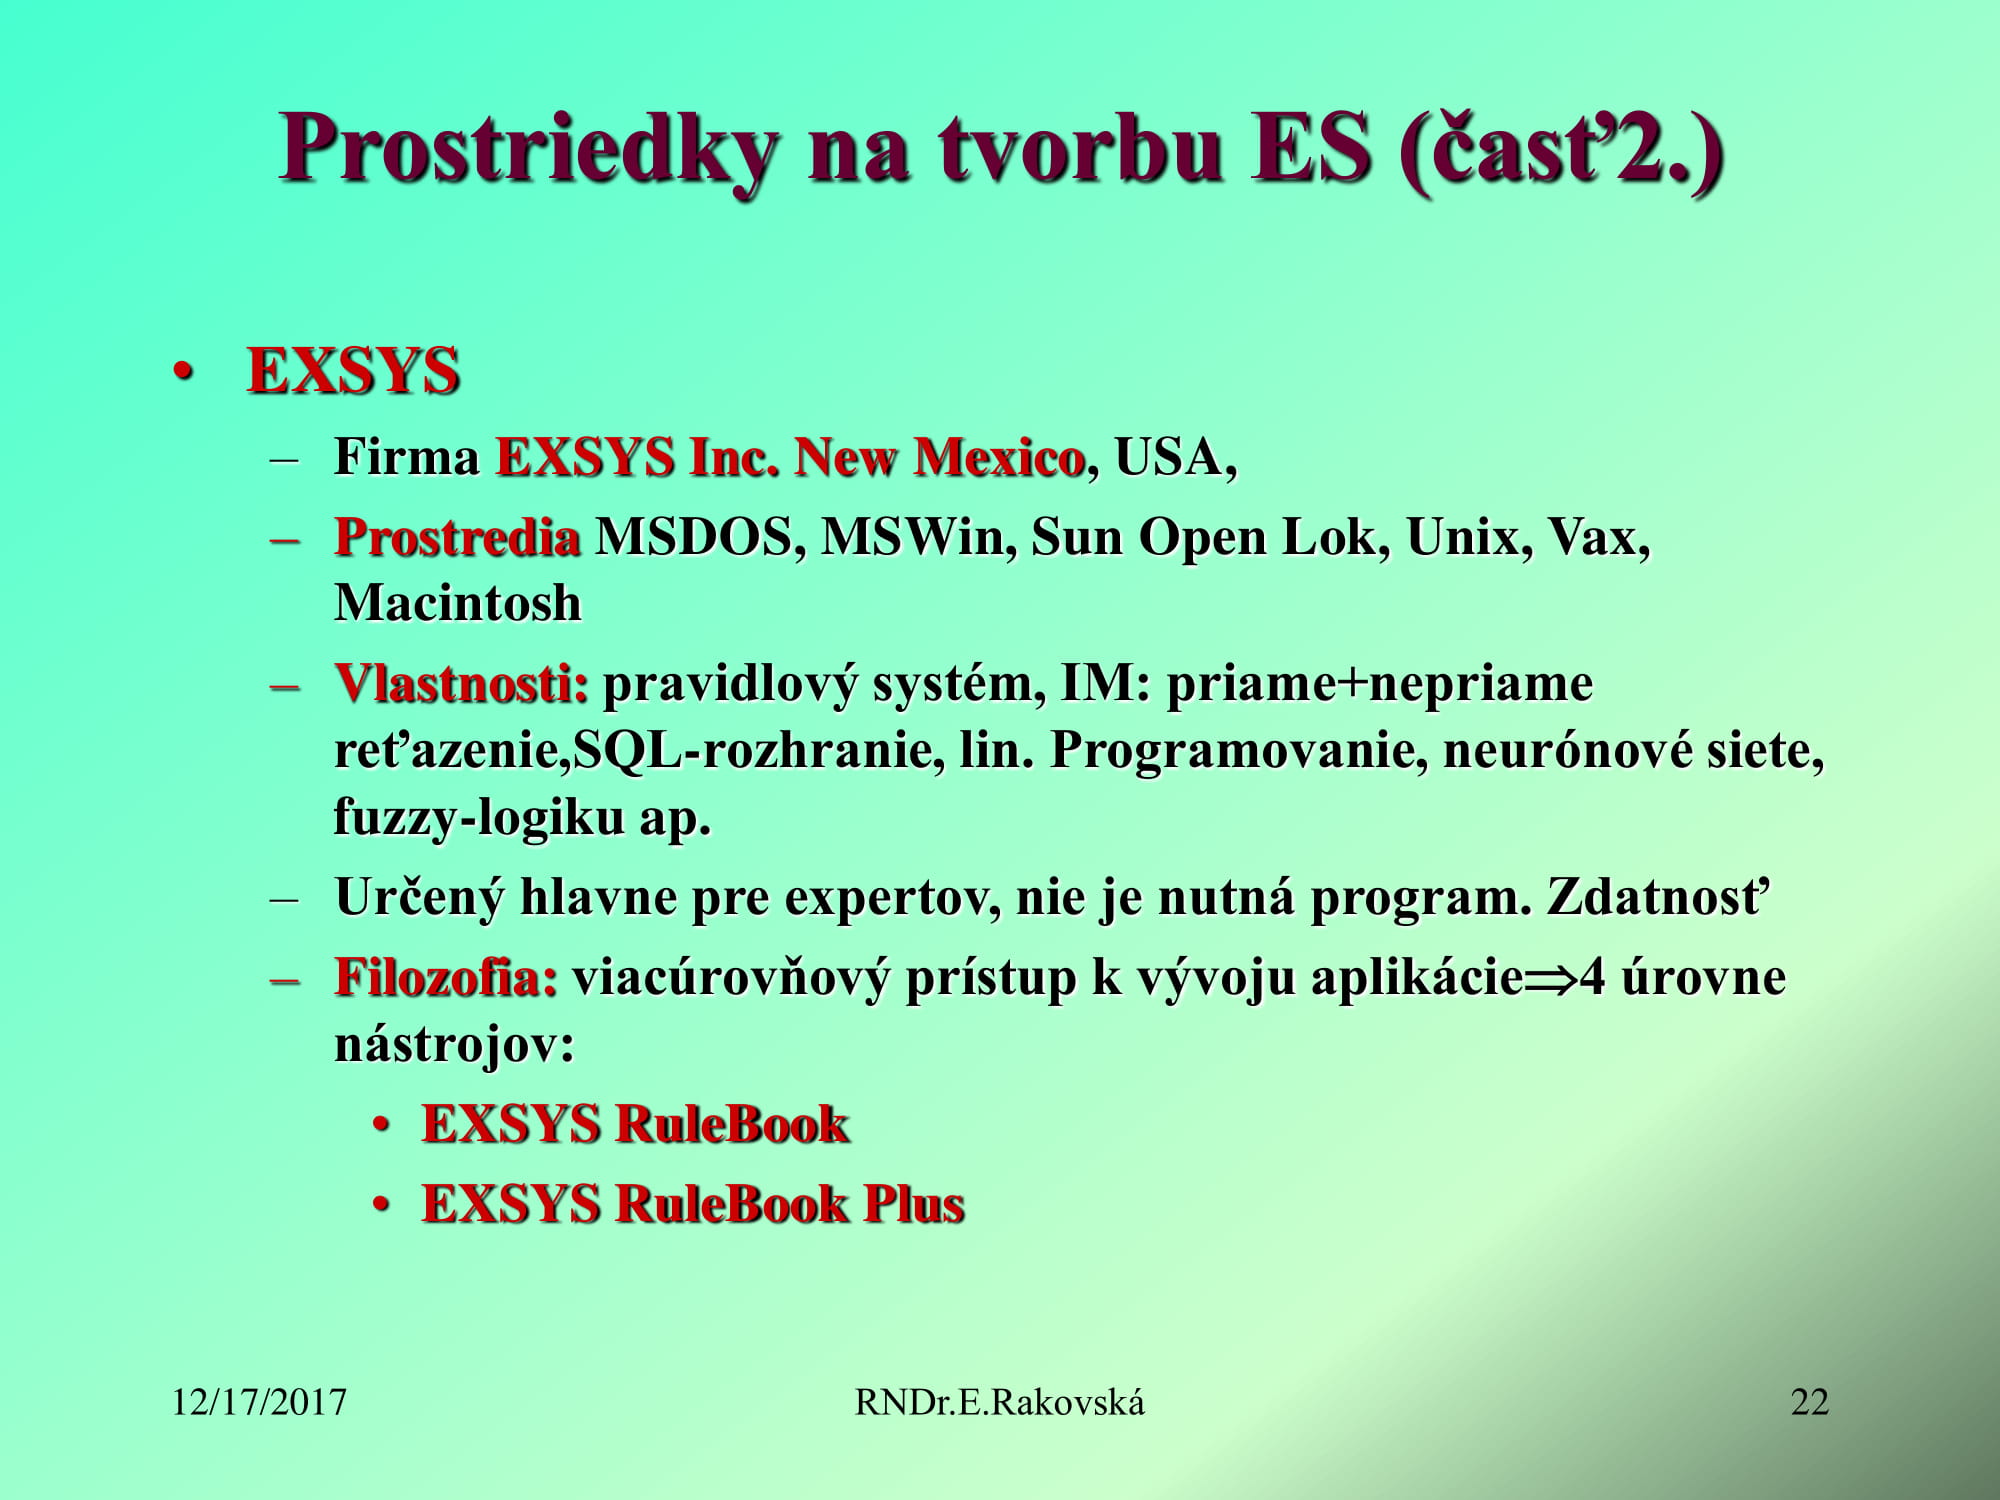 Prostriedky na tvorbu ES (časť2.)
• EXSYS
– Firma EXSYS Inc. New Mexico, USA,
– Prostredia MSDOS, MSWin, Sun Open Lok, Unix, Vax,
Macintosh
– Vlastnosti: pravidlový systém, IM: priame+nepriame
reťazenie,SQL-rozhranie, lin. Programovanie, neurónové siete,
fuzzy-logiku ap.
– Určený hlavne pre expertov, nie je nutná program. Zdatnosť
– Filozofia: viacúrovňový prístup k vývoju aplikácie⇒4 úrovne
nástrojov:
• EXSYS RuleBook
• EXSYS RuleBook Plus
12/17/2017 RNDr.E.Rakovská 22